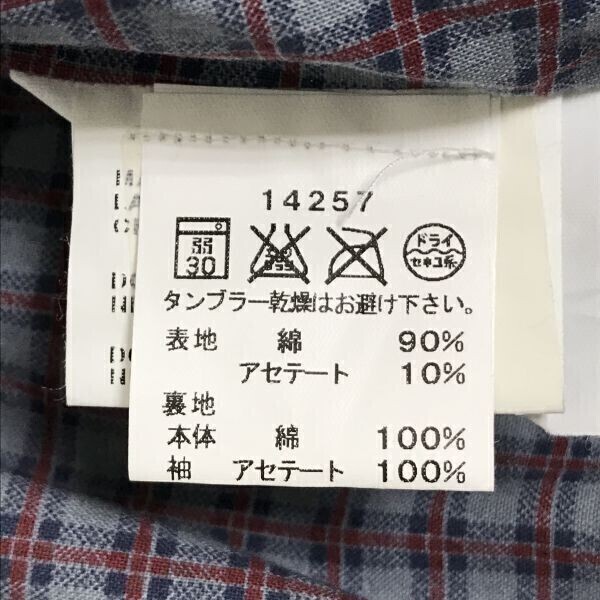 14257
弱 30
ドライ
セキユ系
タンブラー乾燥はお避け下さい。
表地 綿 90%
アセテート 10%
裏地
本体 綿 100%
袖 アセテート 100%